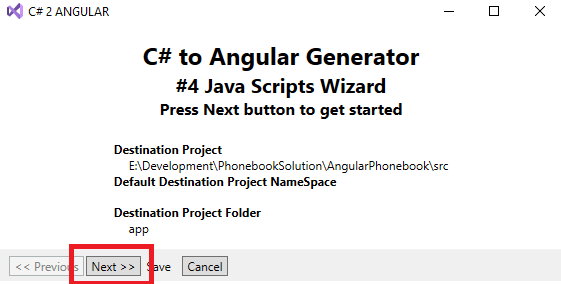 C# 2 ANGULAR
C# to Angular Generator
#4 Java Scripts Wizard
Press Next button to get started
Destination Project
E:\Development\PhonebookSolution\AngularPhonebook\src
Default Destination Project NameSpace
Destination Project Folder
app
<< Previous Next >> Save Cancel